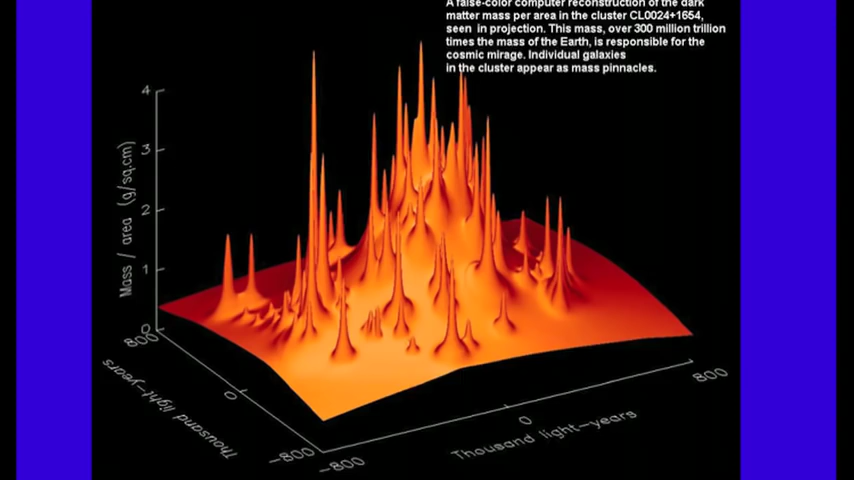 A false-color computer reconstruction of the dark
matter mass per area in the cluster CL0024+1654,
seen in projection. This mass, over 300 million trillion
times the mass of the Earth, is responsible for the
cosmic mirage. Individual galaxies
in the cluster appear as mass pinnacles.
4
3
2
1
0
Mass / area (g/sq.cm)
800
0
-800
Thousand light-years
-800
0
800
Thousand light-years